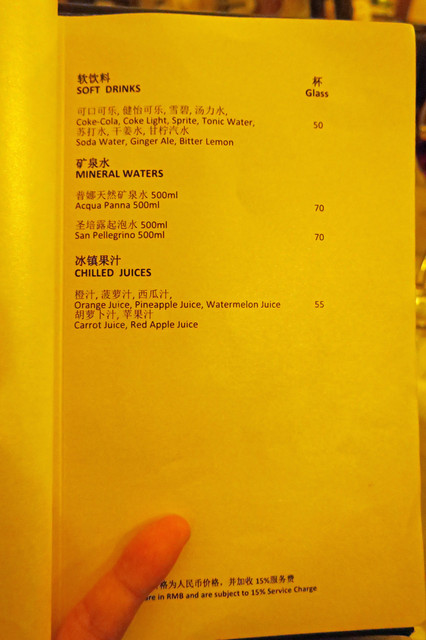 软饮料 杯
SOFT DRINKS Glass
可口可乐, 健怡可乐, 雪碧, 汤力水,
Coke-Cola, Coke Light, Sprite, Tonic Water, 50
苏打水, 干姜水, 甘柠汽水
Soda Water, Ginger Ale, Bitter Lemon
矿泉水
MINERAL WATERS
普娜天然矿泉水 500ml
Acqua Panna 500ml 70
圣培露起泡水 500ml
San Pellegrino 500ml 70
冰镇果汁
CHILLED JUICES
橙汁, 菠萝汁, 西瓜汁,
Orange Juice, Pineapple Juice, Watermelon Juice 55
胡萝卜汁, 苹果汁
Carrot Juice, Red Apple Juice
格为人民币价格，并加收 15%服务费
are in RMB and are subject to 15% Service Charge